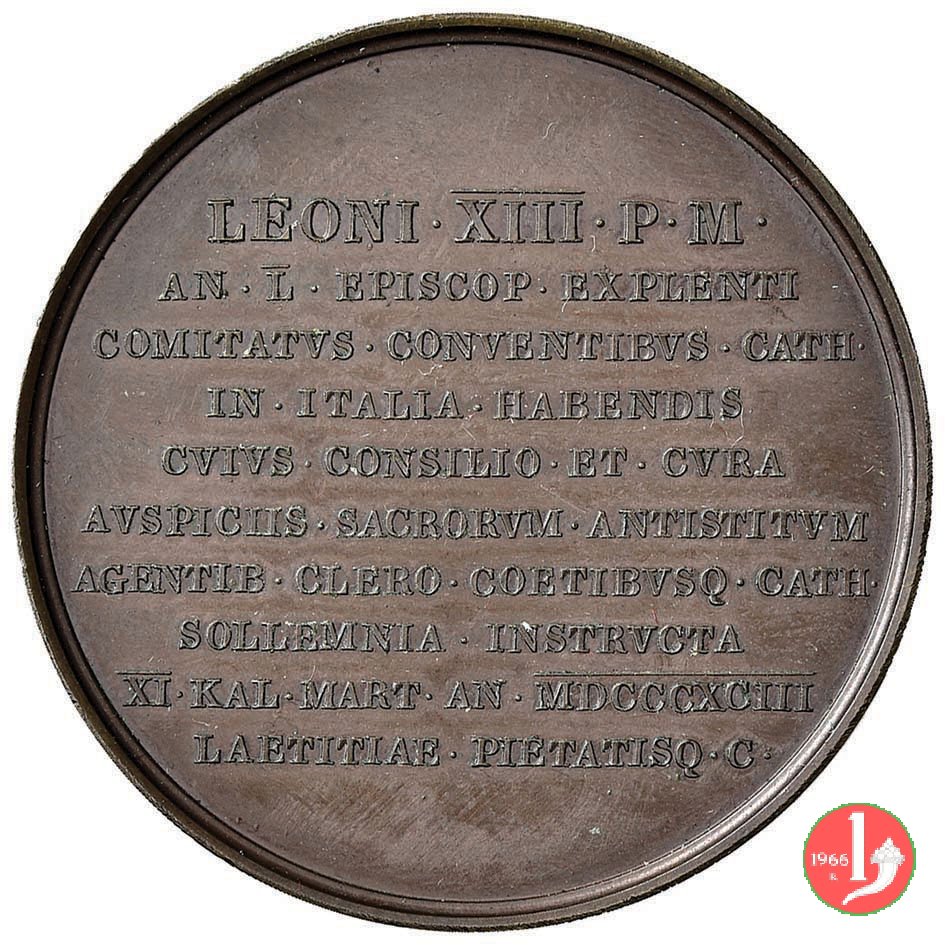 LEONI · XIII · P · M ·
AN · L · EPISCOP · EXPLENTI
COMITATVS · CONVENTIBVS · CATH ·
IN · ITALIA · HABENDIS
CVIVS · CONSILIO · ET · CVRA
AVSPICIIS · SACRORVM · ANTISTITVM
AGENTIB · CLERO · COETIBVSQ · CATH ·
SOLLEMNIA · INSTRVCTA
XI · KAL · MART · AN · MDCCCXCIII
LAETITIAE · PIETATISQ · C ·
1966